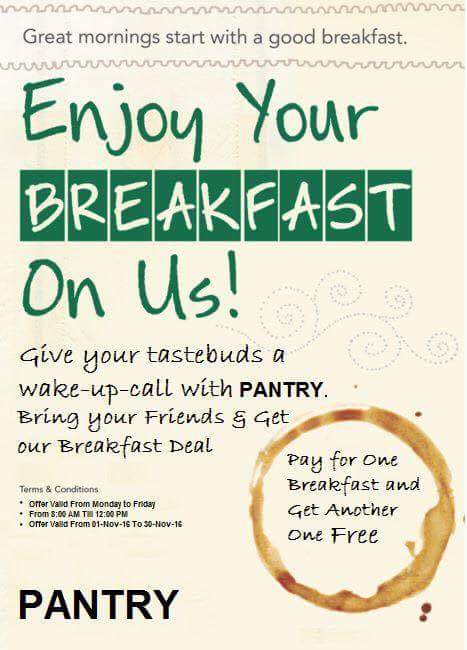 Great mornings start with a good breakfast.
Enjoy Your
BREAKFAST
On Us!
Give your tastebuds a
wake-up-call with PANTRY.
Bring your Friends & Get
our Breakfast Deal
Pay for One
Breakfast and
Get Another
One Free
Terms & Conditions
• Offer Valid From Monday to Friday
• From 8:00 AM Till 12:00 PM
• Offer Valid From 01-Nov-16 To 30-Nov-16
PANTRY